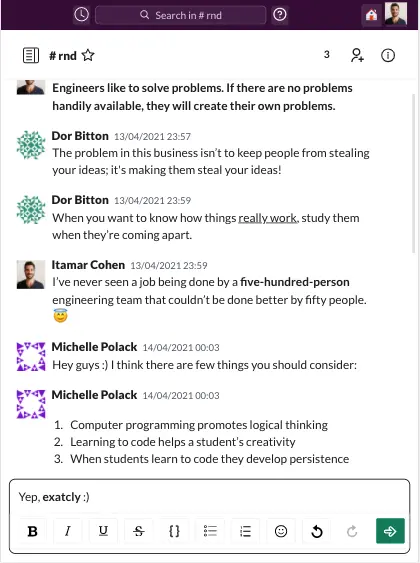 Search in # rnd
# rnd
3
Engineers like to solve problems. If there are no problems
handily available, they will create their own problems.
Dor Bitton 13/04/2021 23:57
The problem in this business isn't to keep people from stealing
your ideas; it's making them steal your ideas!
Dor Bitton 13/04/2021 23:59
When you want to know how things really work, study them
when they're coming apart.
Itamar Cohen 13/04/2021 23:59
I've never seen a job being done by a five-hundred-person
engineering team that couldn't be done better by fifty people.
😇
Michelle Polack 14/04/2021 00:03
Hey guys :) I think there are few things you should consider:
Michelle Polack 14/04/2021 00:03
1. Computer programming promotes logical thinking
2. Learning to code helps a student's creativity
3. When students learn to code they develop persistence
Yep, exatcly :)
B I U S {}